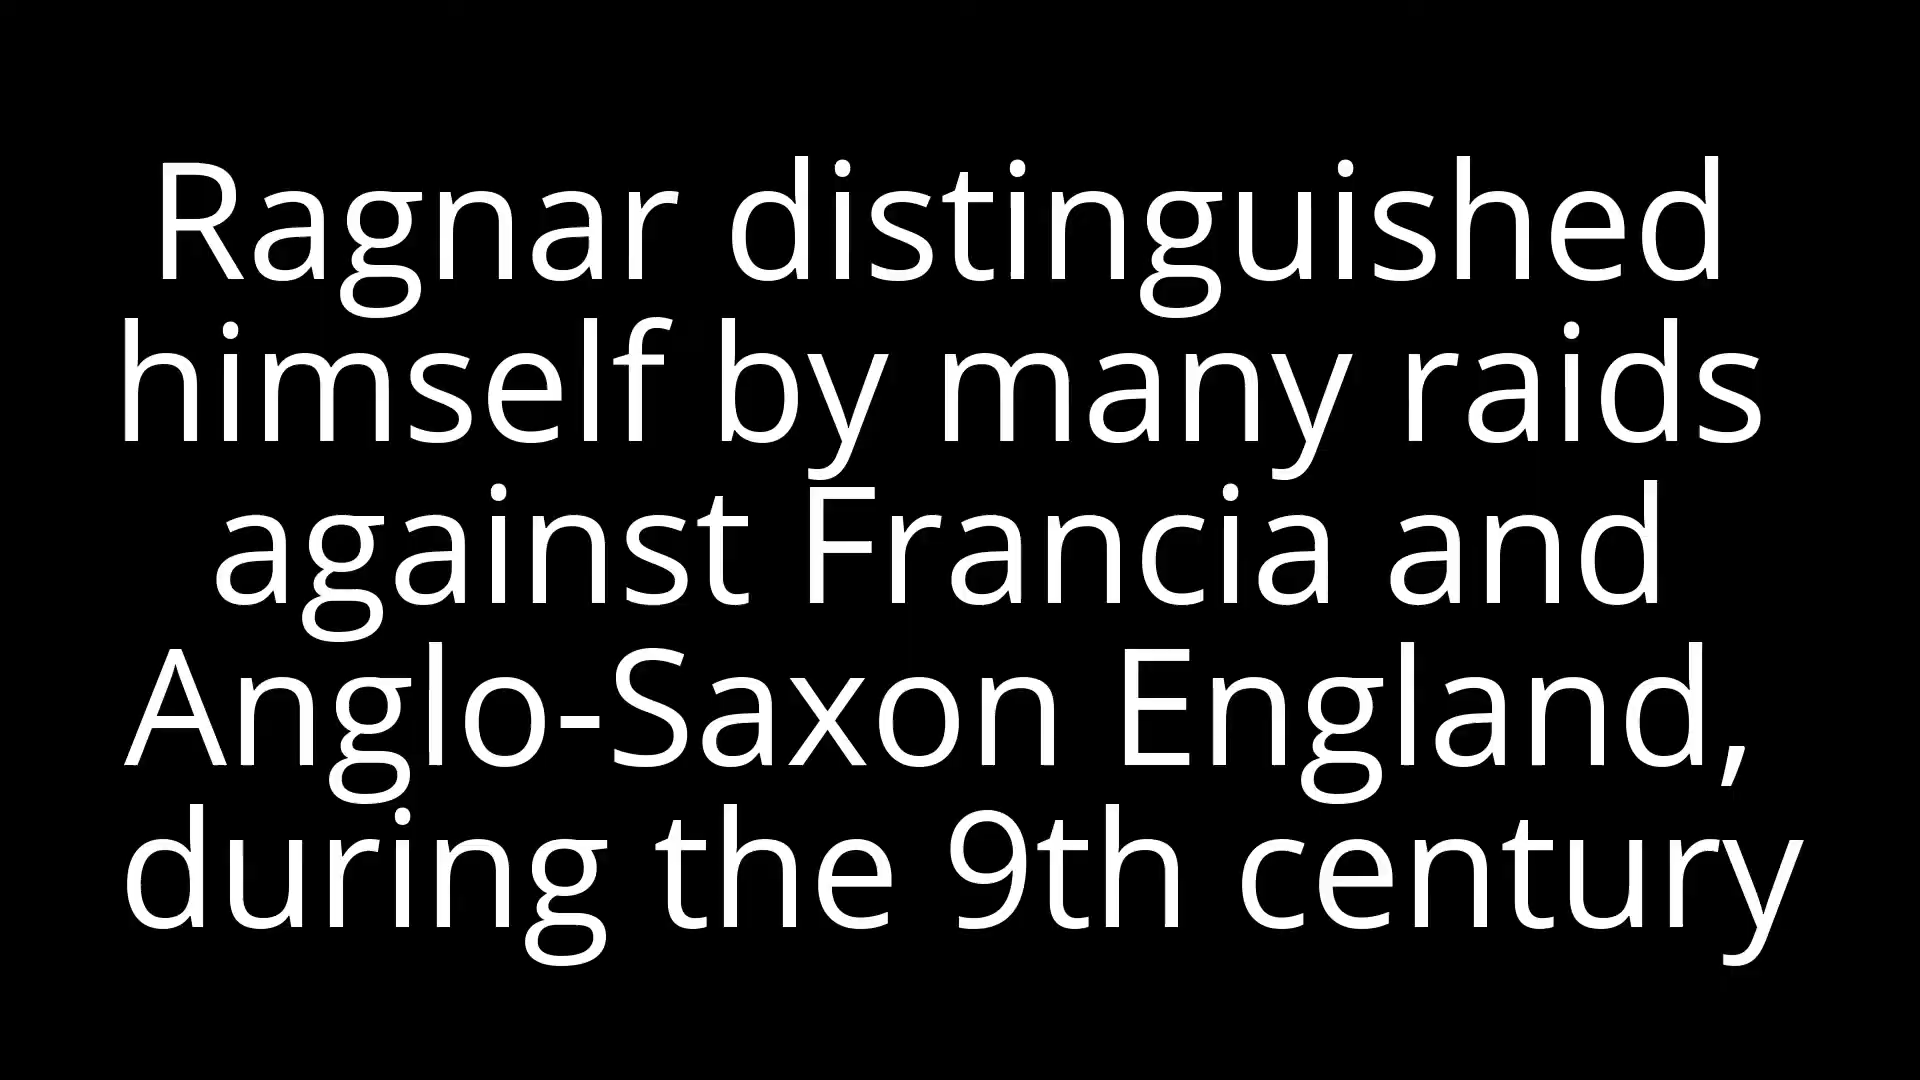 Ragnar distinguished
himself by many raids
against Francia and
Anglo-Saxon England,
during the 9th century